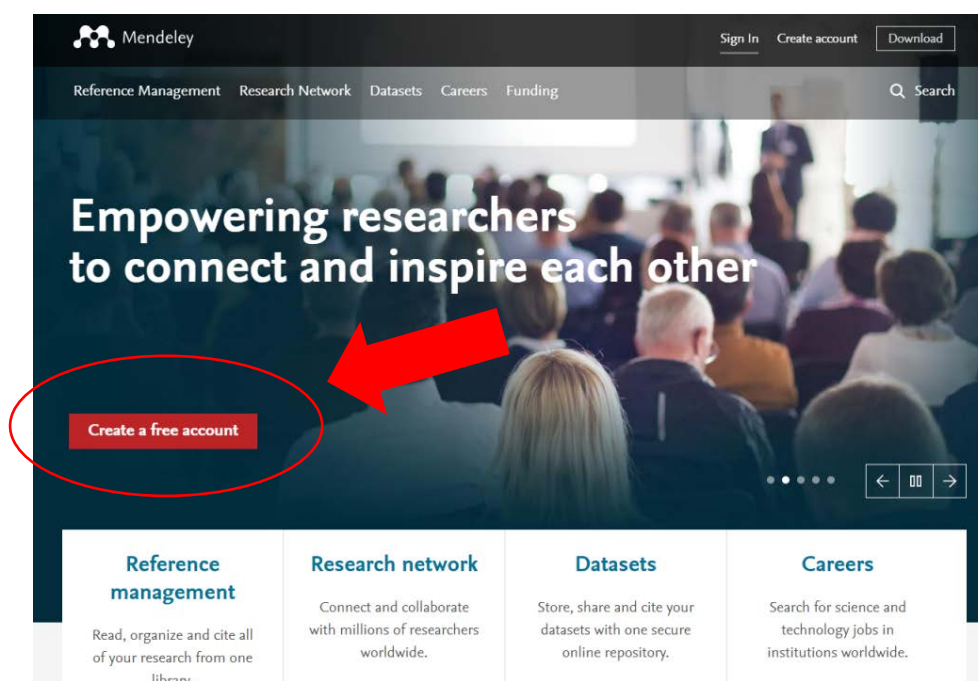 Mendeley
Sign In Create account Download
Reference Management Research Network Datasets Careers Funding
Search
Empowering researchers
to connect and inspire each other
Create a free account
Reference
management
Read, organize and cite all
of your research from one
library
Research network
Connect and collaborate
with millions of researchers
worldwide.
Datasets
Store, share and cite your
datasets with one secure
online repository.
Careers
Search for science and
technology jobs in
institutions worldwide.